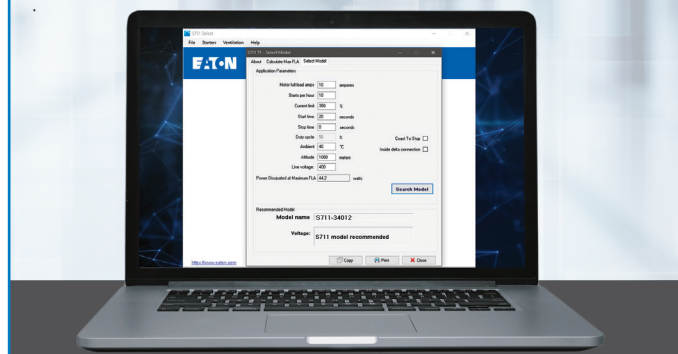 S711 Select
File Starters Ventilation Help
EATON
S711 ?? - Select Model
About Calculate Max FLA Select Model
Application Parameters
Motor full load amps 10 amperes
Starts per hour 10
Current limit 350 %
Start time 20 seconds
Stop time 0 seconds
Duty cycle 50 % Coast To Stop
Ambient 40 °C Inside delta connection
Altitude 1000 meters
Line voltage 400
Power Dissipated at Maximum FLA 44.2 watts
Search Model
Recommended Model
Model name S711-34012
Voltage: S711 model recommended
Copy Print Close
https://www.eaton.com